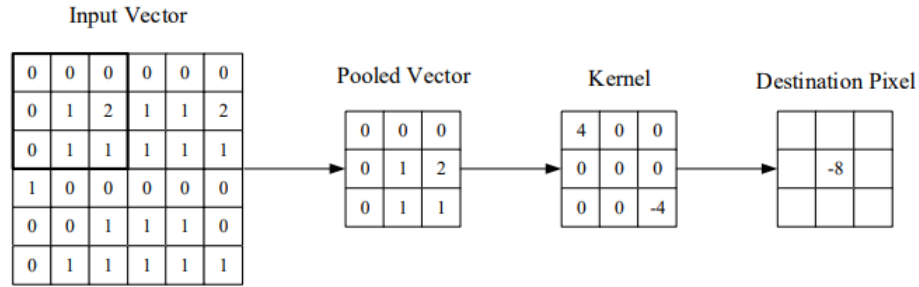 Input Vector
Pooled Vector
Kernel
Destination Pixel
0 0 0 0 0 0
0 1 2 1 1 2
0 1 1 1 1 1
1 0 0 0 0 0
0 0 1 1 1 0
0 1 1 1 1 1
0 0 0
0 1 2
0 1 1
4 0 0
0 0 0
0 0 -4
-8